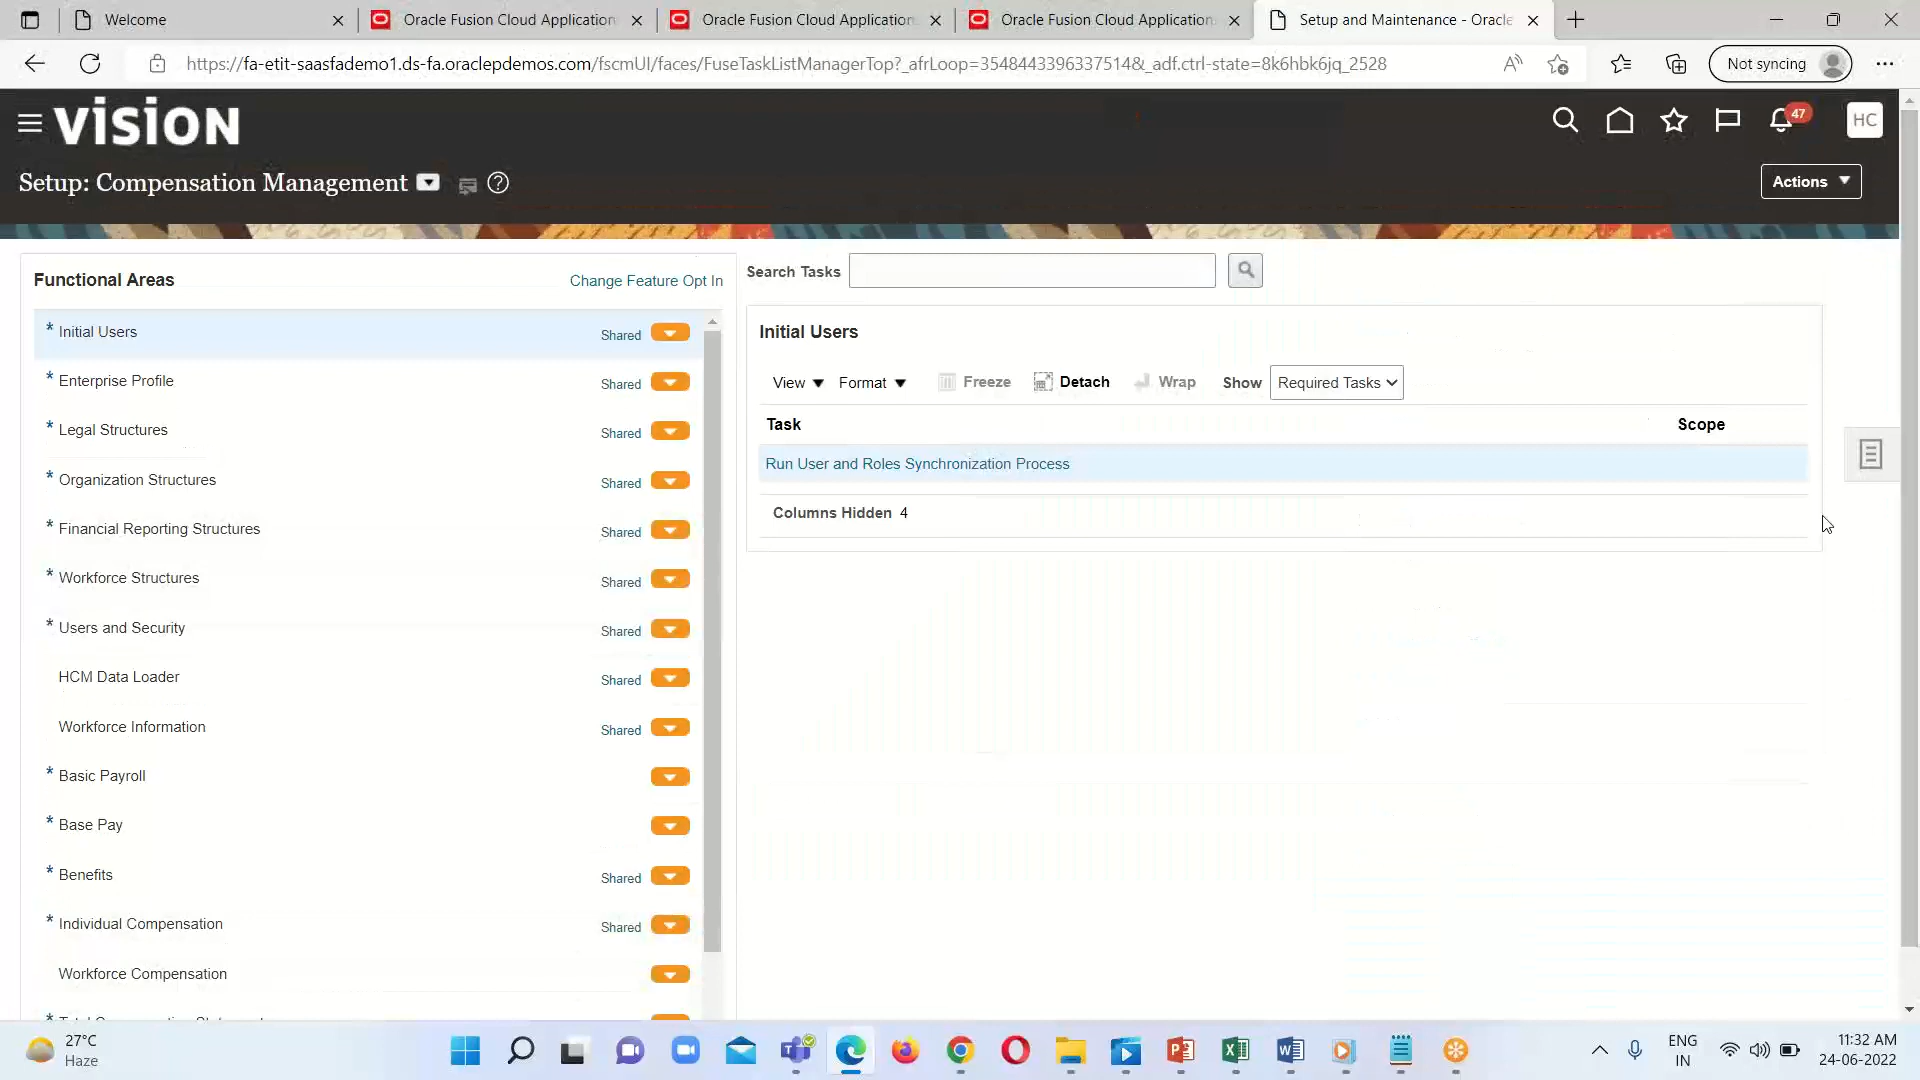 Welcome
Oracle Fusion Cloud Application
Oracle Fusion Cloud Application
Oracle Fusion Cloud Application
Setup and Maintenance - Oracle
https://fa-etit-saasfademo1.ds-fa.oraclepdemos.com/fscmUI/faces/FuseTaskListManagerTop?_afrLoop=3548443396337514&_adf.ctrl-state=8k6hbk6jq_2528
Not syncing
VISION
47
HC
Setup: Compensation Management
Actions
Functional Areas
Change Feature Opt In
* Initial Users Shared
* Enterprise Profile Shared
* Legal Structures Shared
* Organization Structures Shared
* Financial Reporting Structures Shared
* Workforce Structures Shared
* Users and Security Shared
HCM Data Loader Shared
Workforce Information Shared
* Basic Payroll
* Base Pay
* Benefits Shared
* Individual Compensation Shared
Workforce Compensation
Search Tasks
Initial Users
View Format Freeze Detach Wrap Show Required Tasks
Task Scope
Run User and Roles Synchronization Process
Columns Hidden 4
27°C
Haze
ENG
IN
11:32 AM
24-06-2022